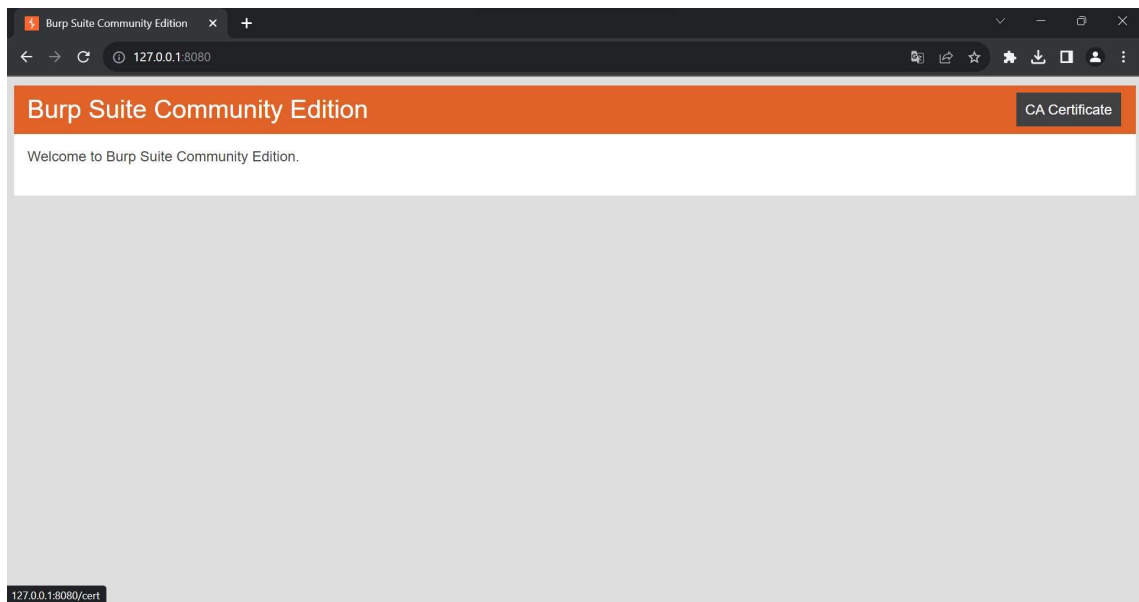 Burp Suite Community Edition
127.0.0.1:8080
Burp Suite Community Edition
CA Certificate
Welcome to Burp Suite Community Edition.
127.0.0.1:8080/cert